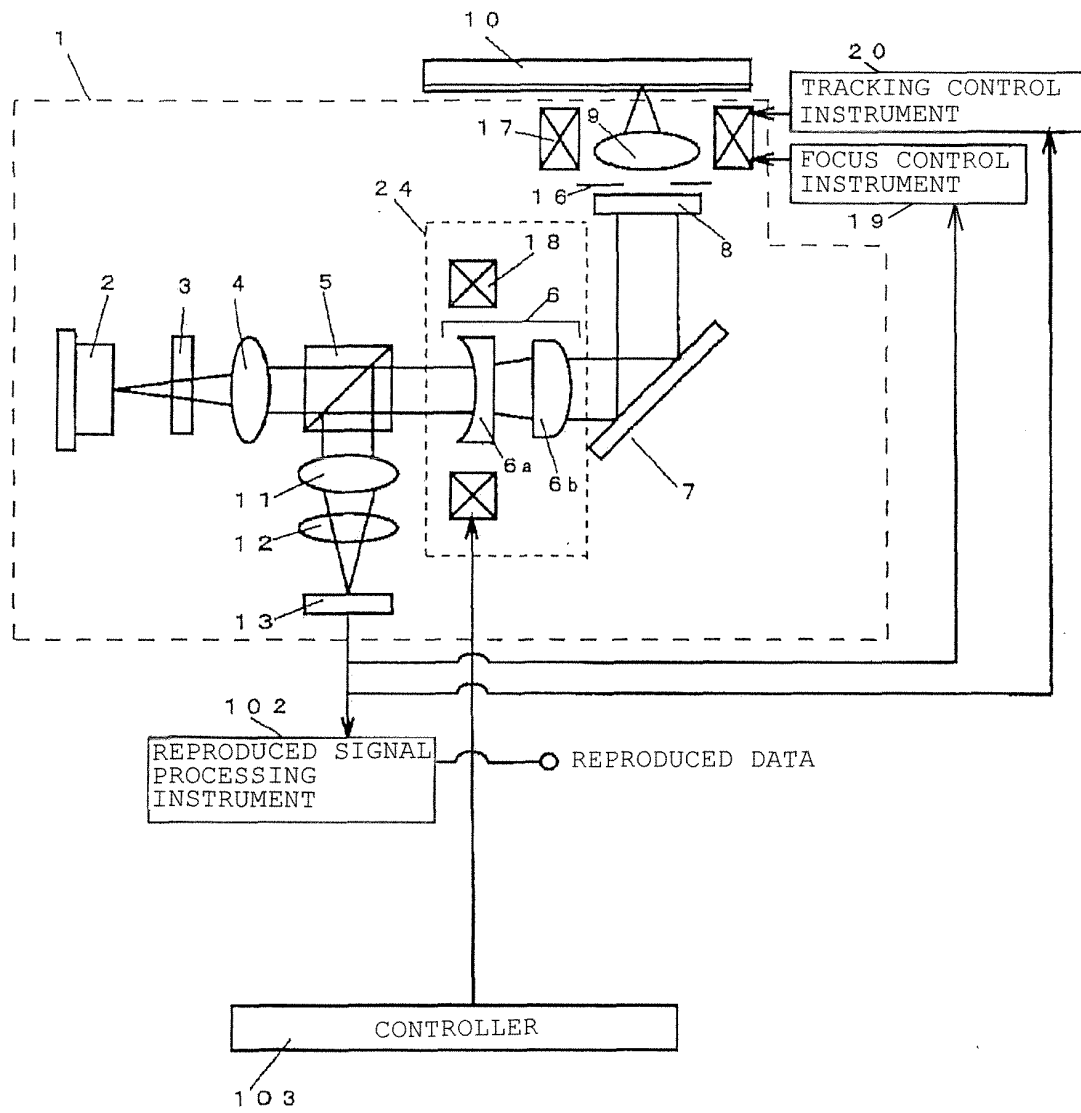 10
1
20
TRACKING CONTROL
INSTRUMENT
17
9
FOCUS CONTROL
INSTRUMENT
16
24
19
8
18
2
3
4
5
6
6a
6b
7
11
12
13
102
REPRODUCED SIGNAL
PROCESSING
INSTRUMENT
REPRODUCED DATA
CONTROLLER
103